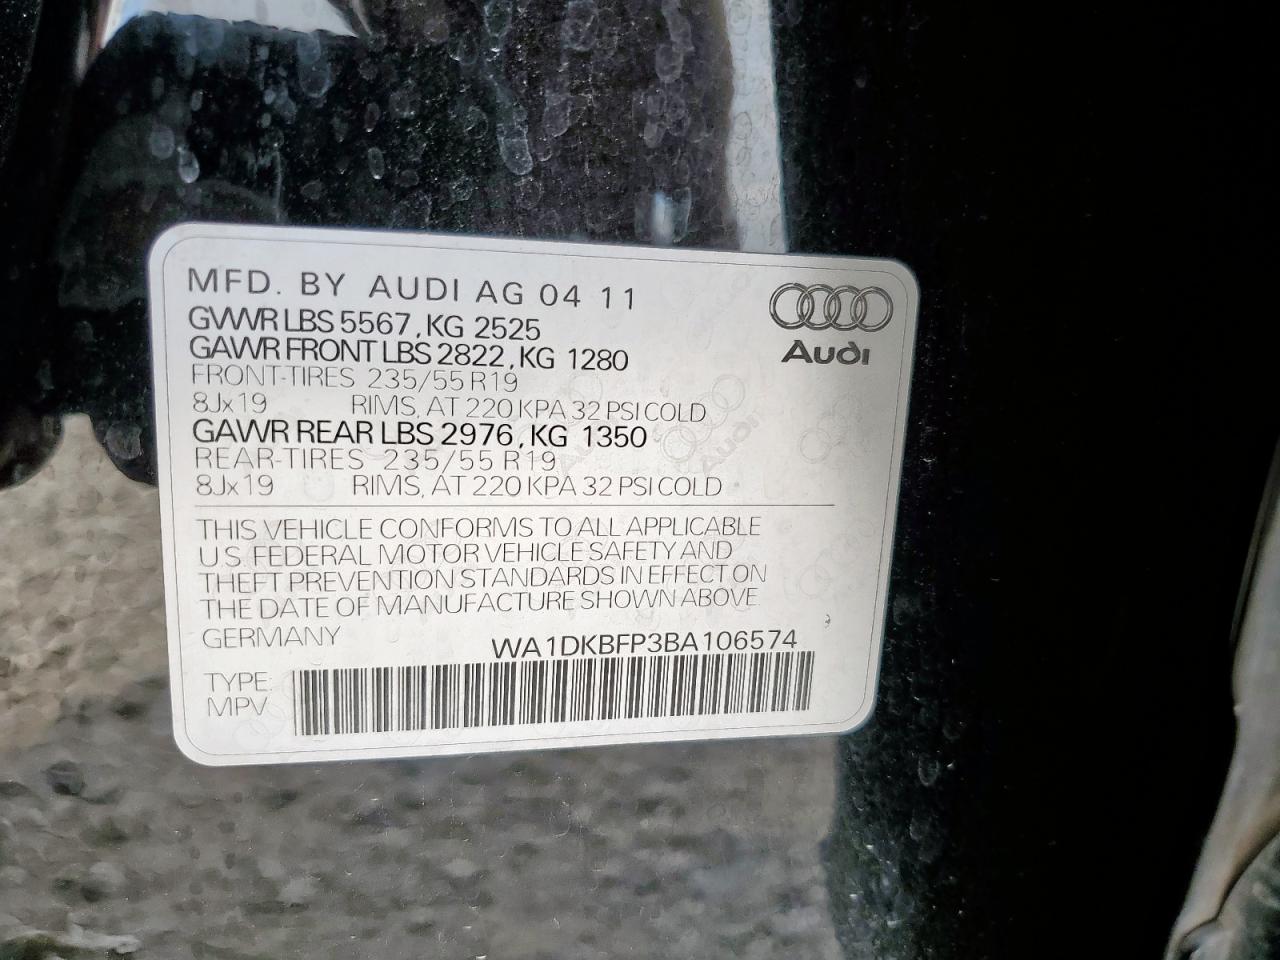 MFD. BY AUDI AG 04 11
GVWR LBS 5567, KG 2525
GAWR FRONT LBS 2822, KG 1280
FRONT-TIRES 235/55 R19
8Jx19 RIMS, AT 220 KPA 32 PSI COLD
GAWR REAR LBS 2976, KG 1350
REAR-TIRES 235/55 R19
8Jx19 RIMS, AT 220 KPA 32 PSI COLD
Audi
THIS VEHICLE CONFORMS TO ALL APPLICABLE
U.S. FEDERAL MOTOR VEHICLE SAFETY AND
THEFT PREVENTION STANDARDS IN EFFECT ON
THE DATE OF MANUFACTURE SHOWN ABOVE
GERMANY WA1DKBFP3BA106574
TYPE:
MPV